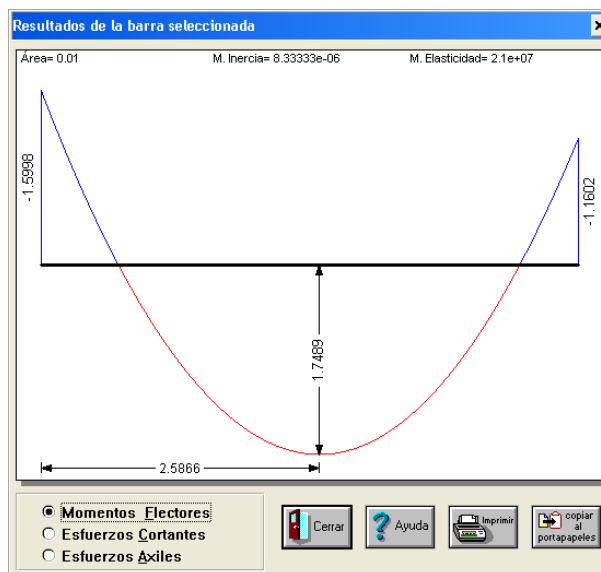 Resultados de la barra seleccionada
Área= 0.01 M. Inercia= 8.33333e-06 M. Elasticidad= 2.1e+07
-1.5998
-1.1602
1.7489
2.5866
Momentos Flectores
Esfuerzos Cortantes
Esfuerzos Axiles
Cerrar
Ayuda
Imprimir
copiar
al
portapapeles